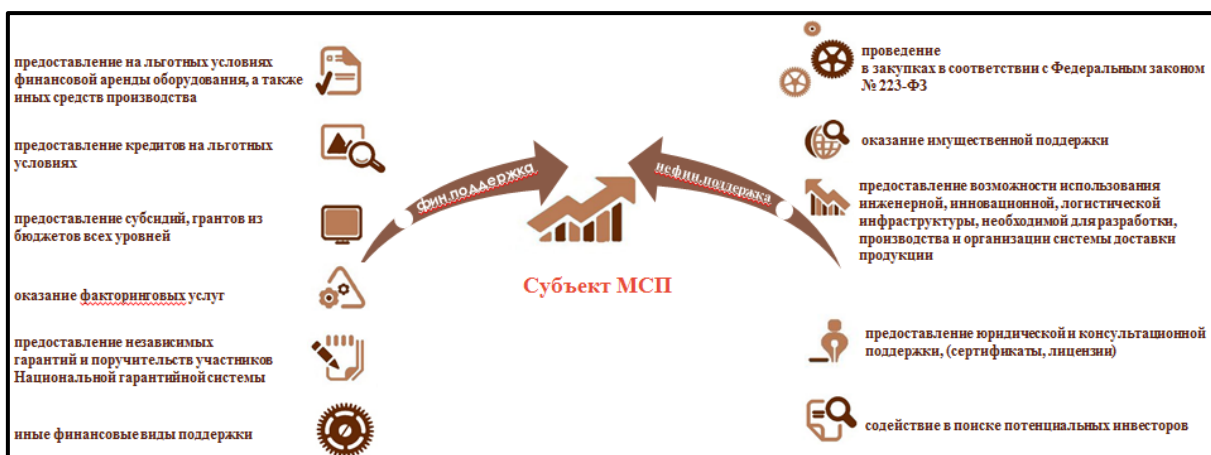 предоставление на льготных условиях
финансовой аренды оборудования, а также
иных средств производства
предоставление кредитов на льготных
условиях
предоставление субсидий, грантов из
бюджетов всех уровней
оказание факторинговых услуг
предоставление независимых
гарантий и поручительств участников
Национальной гарантийной системы
иные финансовые виды поддержки
фин.поддержка
нефин.поддержка
Субъект МСП
проведение
в закупках в соответствии с Федеральным законом
№ 223-ФЗ
оказание имущественной поддержки
предоставление возможности использования
инженерной, инновационной, логистической
инфраструктуры, необходимой для разработки,
производства и организации системы доставки
продукции
предоставление юридической и консультационной
поддержки, (сертификаты, лицензии)
содействие в поиске потенциальных инвесторов